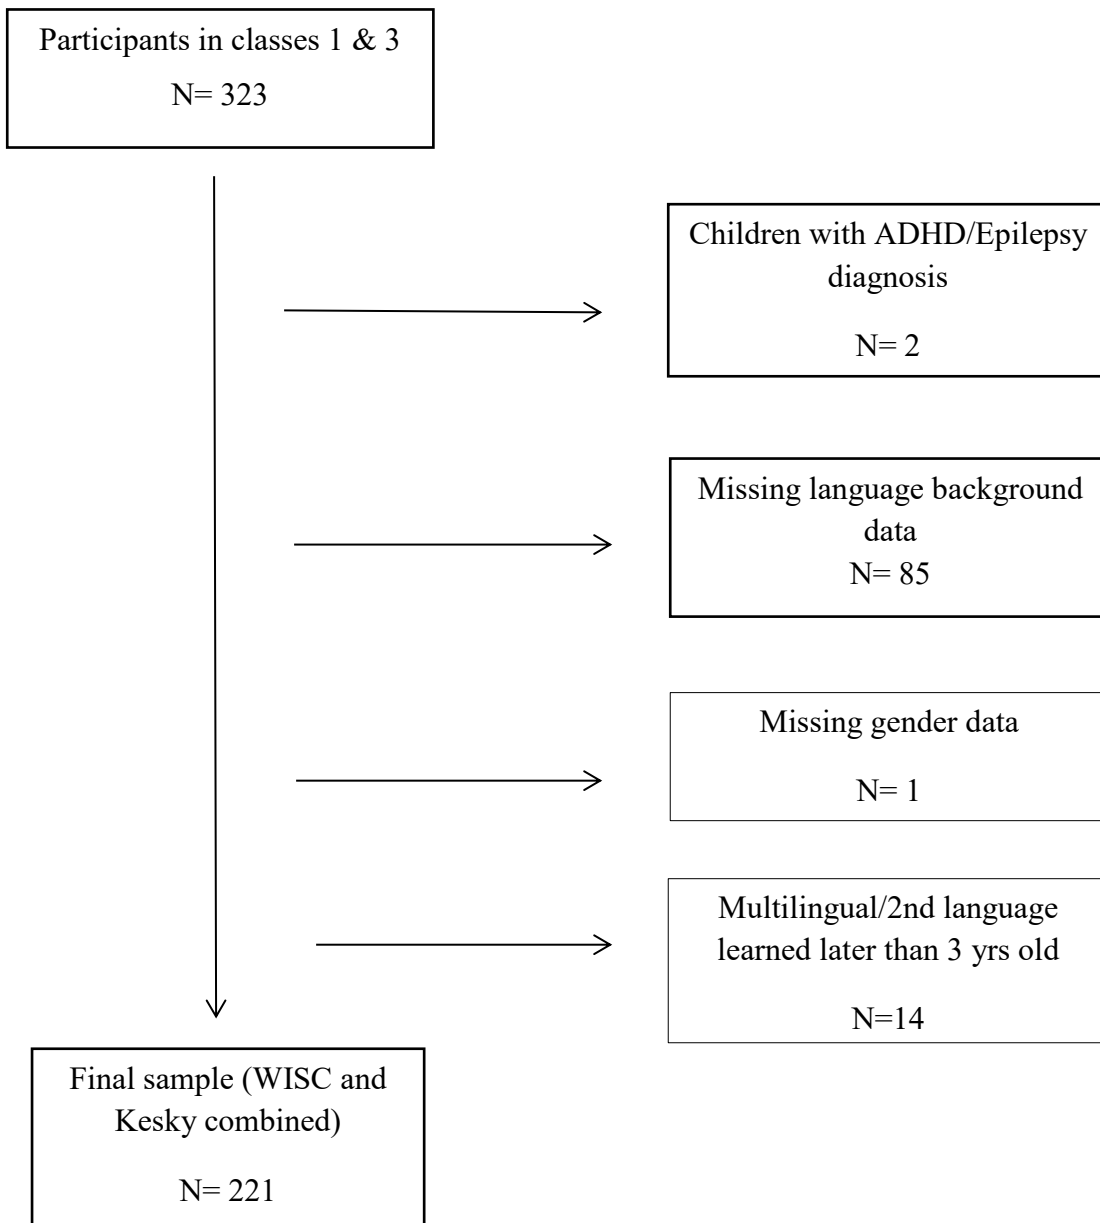 Participants in classes 1 & 3
N= 323
Children with ADHD/Epilepsy
diagnosis
N= 2
Missing language background
data
N= 85
Missing gender data
N= 1
Multilingual/2nd language
learned later than 3 yrs old
N=14
Final sample (WISC and
Kesky combined)
N= 221